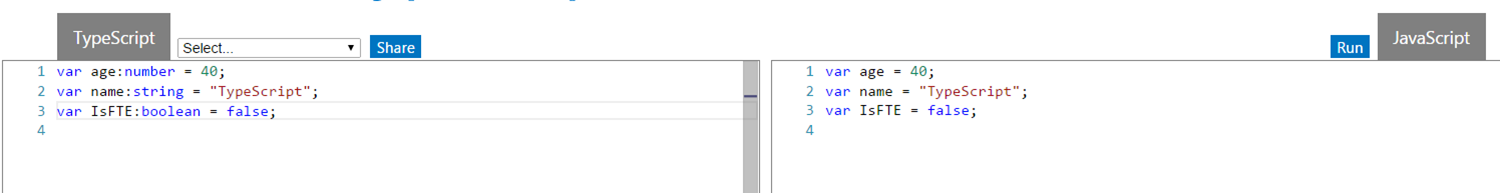 TypeScript
Select...
Share
Run
JavaScript
1 var age:number = 40;
2 var name:string = "TypeScript";
3 var IsFTE:boolean = false;
4
1 var age = 40;
2 var name = "TypeScript";
3 var IsFTE = false;
4